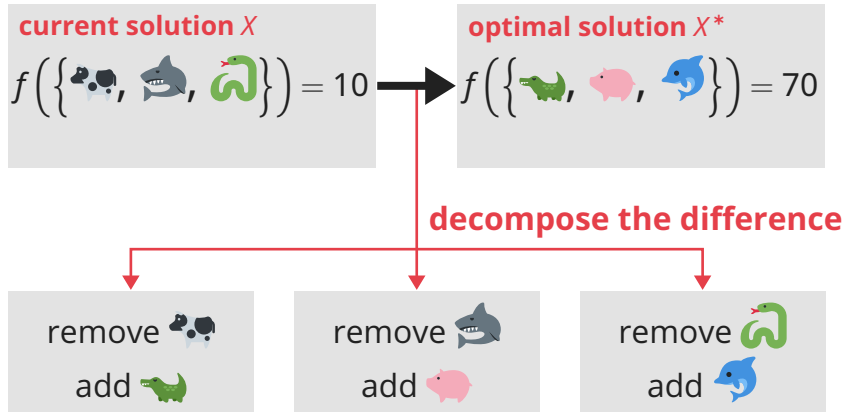 current solution X
f({🐄, 🦈, 🐍}) = 10
optimal solution X*
f({🐊, 🐖, 🐬}) = 70
decompose the difference
remove 🐄
add 🐊
remove 🦈
add 🐖
remove 🐍
add 🐬